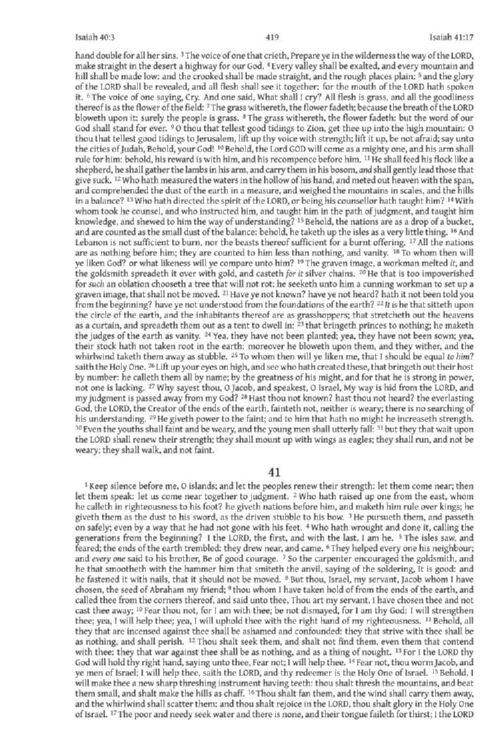 Isaiah 40:3 419 Isaiah 41:17
hand double for all her sins. 3 The voice of one that crieth, Prepare ye in the wilderness the way of the LORD,
make straight in the desert a highway for our God. 4 Every valley shall be exalted, and every mountain and
hill shall be made low: and the crooked shall be made straight, and the rough places plain: 5 and the glory
of the LORD shall be revealed, and all flesh shall see it together: for the mouth of the LORD hath spoken
it. 6 The voice of one saying, Cry. And one said, What shall I cry? All flesh is grass, and all the goodliness
thereof is as the flower of the field: 7 The grass withereth, the flower fadeth; because the breath of the LORD
bloweth upon it: surely the people is grass. 8 The grass withereth, the flower fadeth: but the word of our
God shall stand for ever. 9 O thou that tellest good tidings to Zion, get thee up into the high mountain: O
thou that tellest good tidings to Jerusalem, lift up thy voice with strength; lift it up, be not afraid; say unto
the cities of Judah, Behold, your God! 10 Behold, the Lord GOD will come as a mighty one, and his arm shall
rule for him: behold, his reward is with him, and his recompence before him. 11 He shall feed his flock like a
shepherd, he shall gather the lambs in his arm, and carry them in his bosom, and shall gently lead those that
give suck. 12 Who hath measured the waters in the hollow of his hand, and meted out heaven with the span,
and comprehended the dust of the earth in a measure, and weighed the mountains in scales, and the hills
in a balance? 13 Who hath directed the spirit of the LORD, or being his counsellor hath taught him? 14 With
whom took he counsel, and who instructed him, and taught him in the path of judgment, and taught him
knowledge, and shewed to him the way of understanding? 15 Behold, the nations are as a drop of a bucket,
and are counted as the small dust of the balance: behold, he taketh up the isles as a very little thing. 16 And
Lebanon is not sufficient to burn, nor the beasts thereof sufficient for a burnt offering. 17 All the nations
are as nothing before him; they are counted to him less than nothing, and vanity. 18 To whom then will
ye liken God? or what likeness will ye compare unto him? 19 The graven image, a workman melted it, and
the goldsmith spreadeth it over with gold, and casteth for it silver chains. 20 He that is too impoverished
for such an oblation chooseth a tree that will not rot; he seeketh unto him a cunning workman to set up a
graven image, that shall not be moved. 21 Have ye not known? have ye not heard? hath it not been told you
from the beginning? have ye not understood from the foundations of the earth? 22 It is he that sitteth upon
the circle of the earth, and the inhabitants thereof are as grasshoppers; that stretcheth out the heavens
as a curtain, and spreadeth them out as a tent to dwell in: 23 that bringeth princes to nothing; he maketh
the judges of the earth as vanity. 24 Yea, they have not been planted; yea, they have not been sown; yea,
their stock hath not taken root in the earth: moreover he bloweth upon them, and they wither, and the
whirlwind taketh them away as stubble. 25 To whom then will ye liken me, that I should be equal to him?
saith the Holy One. 26 Lift up your eyes on high, and see who hath created these, that bringeth out their host
by number: he calleth them all by name; by the greatness of his might, and for that he is strong in power,
not one is lacking. 27 Why sayest thou, O Jacob, and speakest, O Israel, My way is hid from the LORD, and
my judgment is passed away from my God? 28 Hast thou not known? hast thou not heard? the everlasting
God, the LORD, the Creator of the ends of the earth, fainteth not, neither is weary; there is no searching of
his understanding. 29 He giveth power to the faint; and to him that hath no might he increaseth strength.
30 Even the youths shall faint and be weary, and the young men shall utterly fall: 31 but they that wait upon
the LORD shall renew their strength; they shall mount up with wings as eagles; they shall run, and not be
weary; they shall walk, and not faint.
41
1 Keep silence before me, O islands; and let the peoples renew their strength: let them come near; then
let them speak: let us come near together to judgment. 2 Who hath raised up one from the east, whom
he calleth in righteousness to his foot? he giveth nations before him, and maketh him rule over kings; he
giveth them as the dust to his sword, as the driven stubble to his bow. 3 He pursueth them, and passeth
on safely; even by a way that he had not gone with his feet. 4 Who hath wrought and done it, calling the
generations from the beginning? I the LORD, the first, and with the last, I am he. 5 The isles saw, and
feared; the ends of the earth trembled: they drew near, and came. 6 They helped every one his neighbour;
and every one said to his brother, Be of good courage. 7 So the carpenter encouraged the goldsmith, and
he that smootheth with the hammer him that smiteth the anvil, saying of the soldering, It is good: and
he fastened it with nails, that it should not be moved. 8 But thou, Israel, my servant, Jacob whom I have
chosen, the seed of Abraham my friend; 9 thou whom I have taken hold of from the ends of the earth, and
called thee from the corners thereof, and said unto thee, Thou art my servant, I have chosen thee and not
cast thee away; 10 Fear thou not, for I am with thee; be not dismayed, for I am thy God: I will strengthen
thee; yea, I will help thee; yea, I will uphold thee with the right hand of my righteousness. 11 Behold, all
they that are incensed against thee shall be ashamed and confounded: they that strive with thee shall be
as nothing, and shall perish. 12 Thou shalt seek them, and shalt not find them, even them that contend
with thee: they that war against thee shall be as nothing, and as a thing of nought. 13 For I the LORD thy
God will hold thy right hand, saying unto thee, Fear not; I will help thee. 14 Fear not, thou worm Jacob, and
ye men of Israel; I will help thee, saith the LORD, and thy redeemer is the Holy One of Israel. 15 Behold, I
will make thee a new sharp threshing instrument having teeth: thou shalt thresh the mountains, and beat
them small, and shalt make the hills as chaff. 16 Thou shalt fan them, and the wind shall carry them away,
and the whirlwind shall scatter them: and thou shalt rejoice in the LORD, thou shalt glory in the Holy One
of Israel. 17 The poor and needy seek water and there is none, and their tongue faileth for thirst; I the LORD